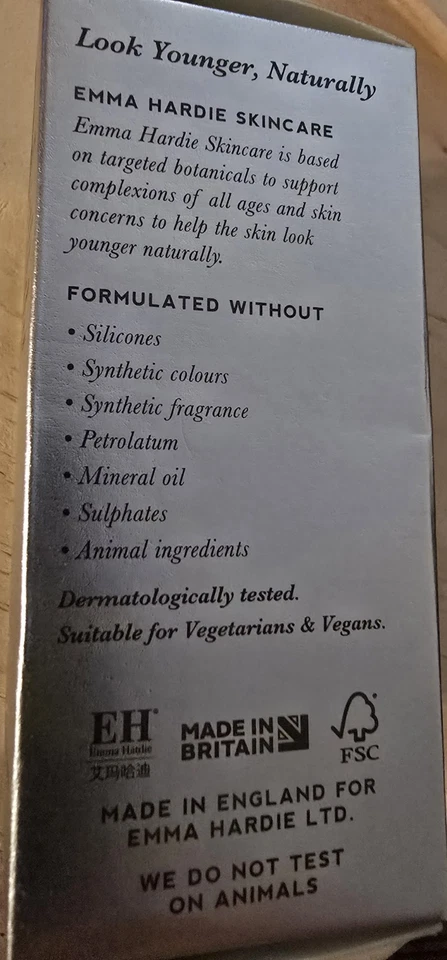 Look Younger, Naturally
EMMA HARDIE SKINCARE
Emma Hardie Skincare is based
on targeted botanicals to support
complexions of all ages and skin
concerns to help the skin look
younger naturally.
FORMULATED WITHOUT
• Silicones
• Synthetic colours
• Synthetic fragrance
• Petrolatum
• Mineral oil
• Sulphates
• Animal ingredients
Dermatologically tested.
Suitable for Vegetarians & Vegans.
EH®
Emma Hardie
艾玛哈迪
MADE IN
BRITAIN
FSC
MADE IN ENGLAND FOR
EMMA HARDIE LTD.
WE DO NOT TEST
ON ANIMALS